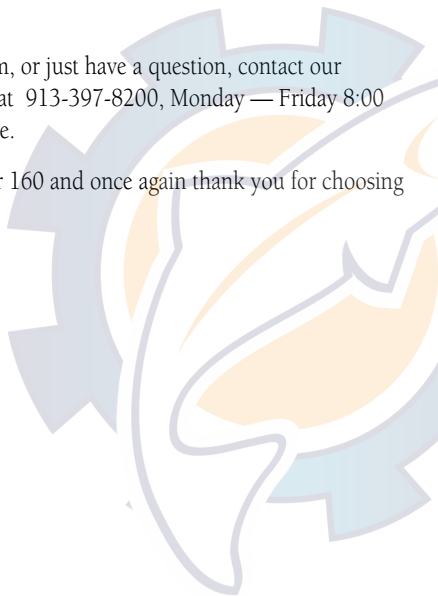 , or just have a question, contact our
at 913-397-8200, Monday — Friday 8:00
e.
160 and once again thank you for choosing